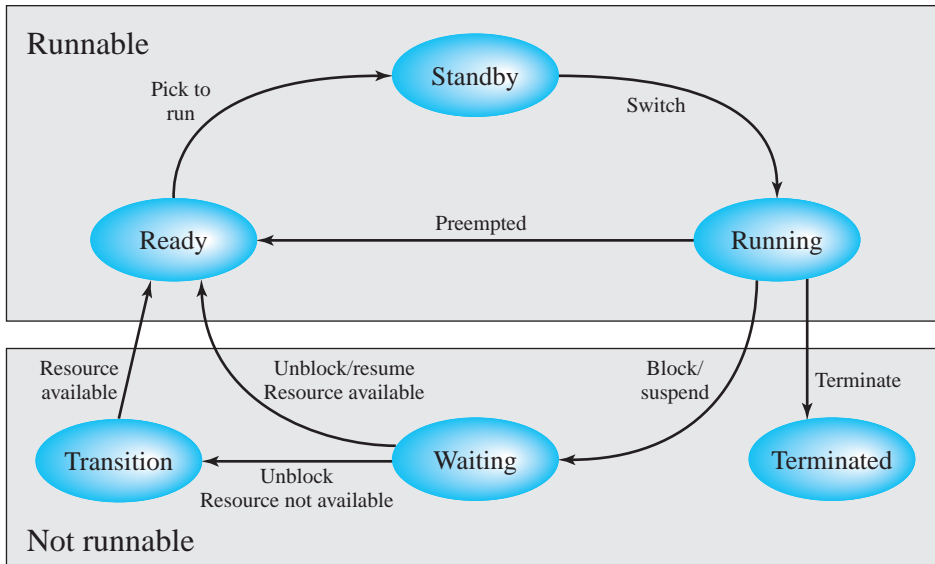 Runnable
Standby
Pick to
run
Switch
Ready
Preempted
Running
Resource
available
Unblock/resume
Resource available
Block/
suspend
Terminate
Transition
Unblock
Resource not available
Waiting
Terminated
Not runnable